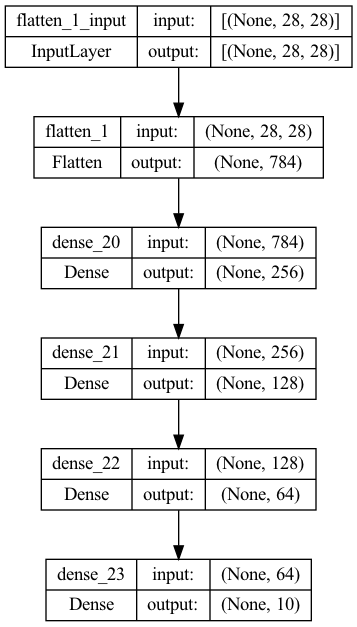 flatten_1_input input: [(None, 28, 28)]
InputLayer output: [(None, 28, 28)]
flatten_1 input: (None, 28, 28)
Flatten output: (None, 784)
dense_20 input: (None, 784)
Dense output: (None, 256)
dense_21 input: (None, 256)
Dense output: (None, 128)
dense_22 input: (None, 128)
Dense output: (None, 64)
dense_23 input: (None, 64)
Dense output: (None, 10)